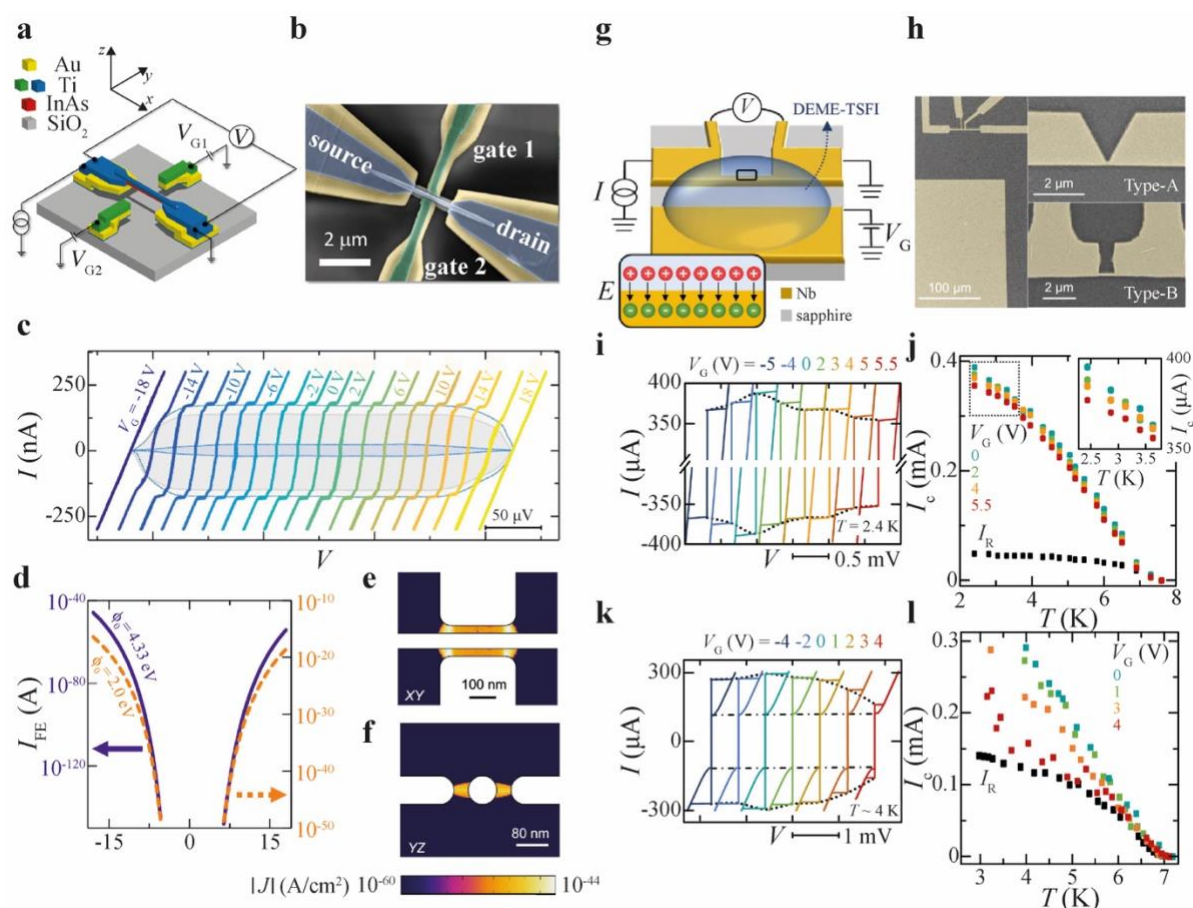 a
Au
Ti
InAs
SiO2
z
y
x
VG1
V
VG2
b
source
gate 1
drain
gate 2
2 μm
c
I (nA)
300
0
-300
VG = -18 V
-14 V
-10 V
-6 V
-2 V
0 V
2 V
6 V
10 V
14 V
18 V
50 μV
V
d
IFE (A)
10-40
10-80
10-120
ϕ0 = 4.33 eV
ϕ0 = 2.0 eV
10-10
10-20
10-30
10-40
10-50
-15 0 15
e
XY
100 nm
f
YZ
80 nm
|J| (A/cm2) 10-60 10-44
g
V
DEME-TSFI
I
VG
E
Nb
sapphire
h
100 μm
2 μm
Type-A
2 μm
Type-B
i
VG (V) = -5 -4 0 2 3 4 5 5.5
I (μA)
400
350
-350
-400
T = 2.4 K
V 0.5 mV
j
Ic (mA)
0.4
0.2
0
VG (V)
0
2
4
5.5
IR
400
350
Ic (μA)
2.5 3.0 3.5
T (K)
2 4 6 8
T (K)
k
VG (V) = -4 -2 0 1 2 3 4
I (μA)
300
0
-300
T ~ 4 K
V 1 mV
l
Ic (mA)
0.3
0.2
0.1
0
VG (V)
0
1
3
4
IR
3 4 5 6 7
T (K)